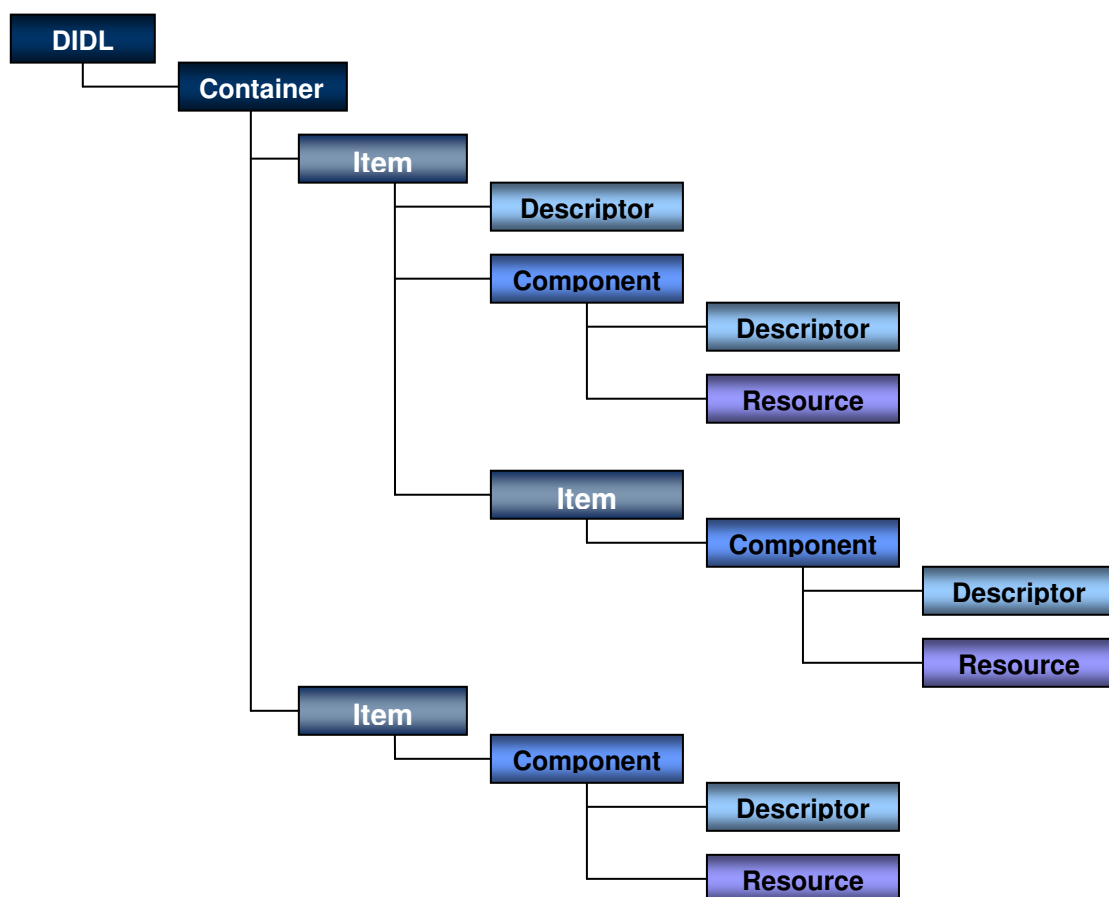 DIDL
Container
Item
Descriptor
Component
Descriptor
Resource
Item
Component
Descriptor
Resource
Item
Component
Descriptor
Resource